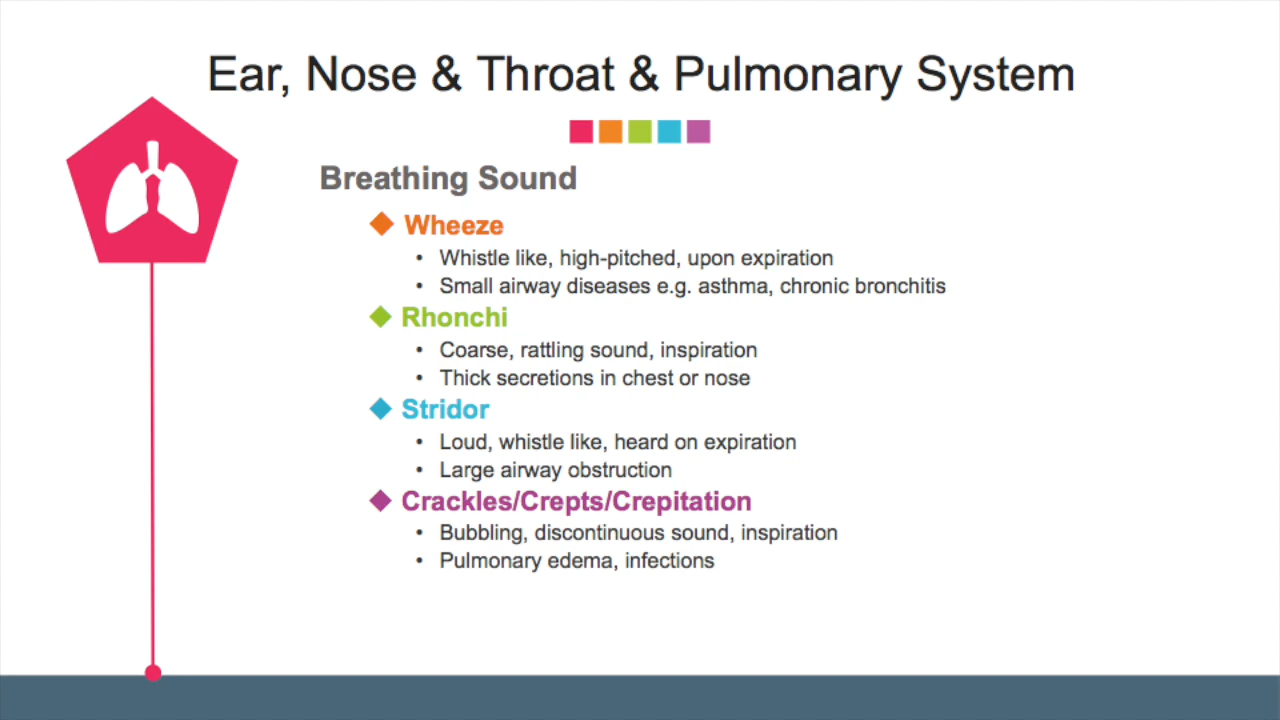 Ear, Nose & Throat & Pulmonary System
Breathing Sound
Wheeze
• Whistle like, high-pitched, upon expiration
• Small airway diseases e.g. asthma, chronic bronchitis
Rhonchi
• Coarse, rattling sound, inspiration
• Thick secretions in chest or nose
Stridor
• Loud, whistle like, heard on expiration
• Large airway obstruction
Crackles/Crepts/Crepitation
• Bubbling, discontinuous sound, inspiration
• Pulmonary edema, infections